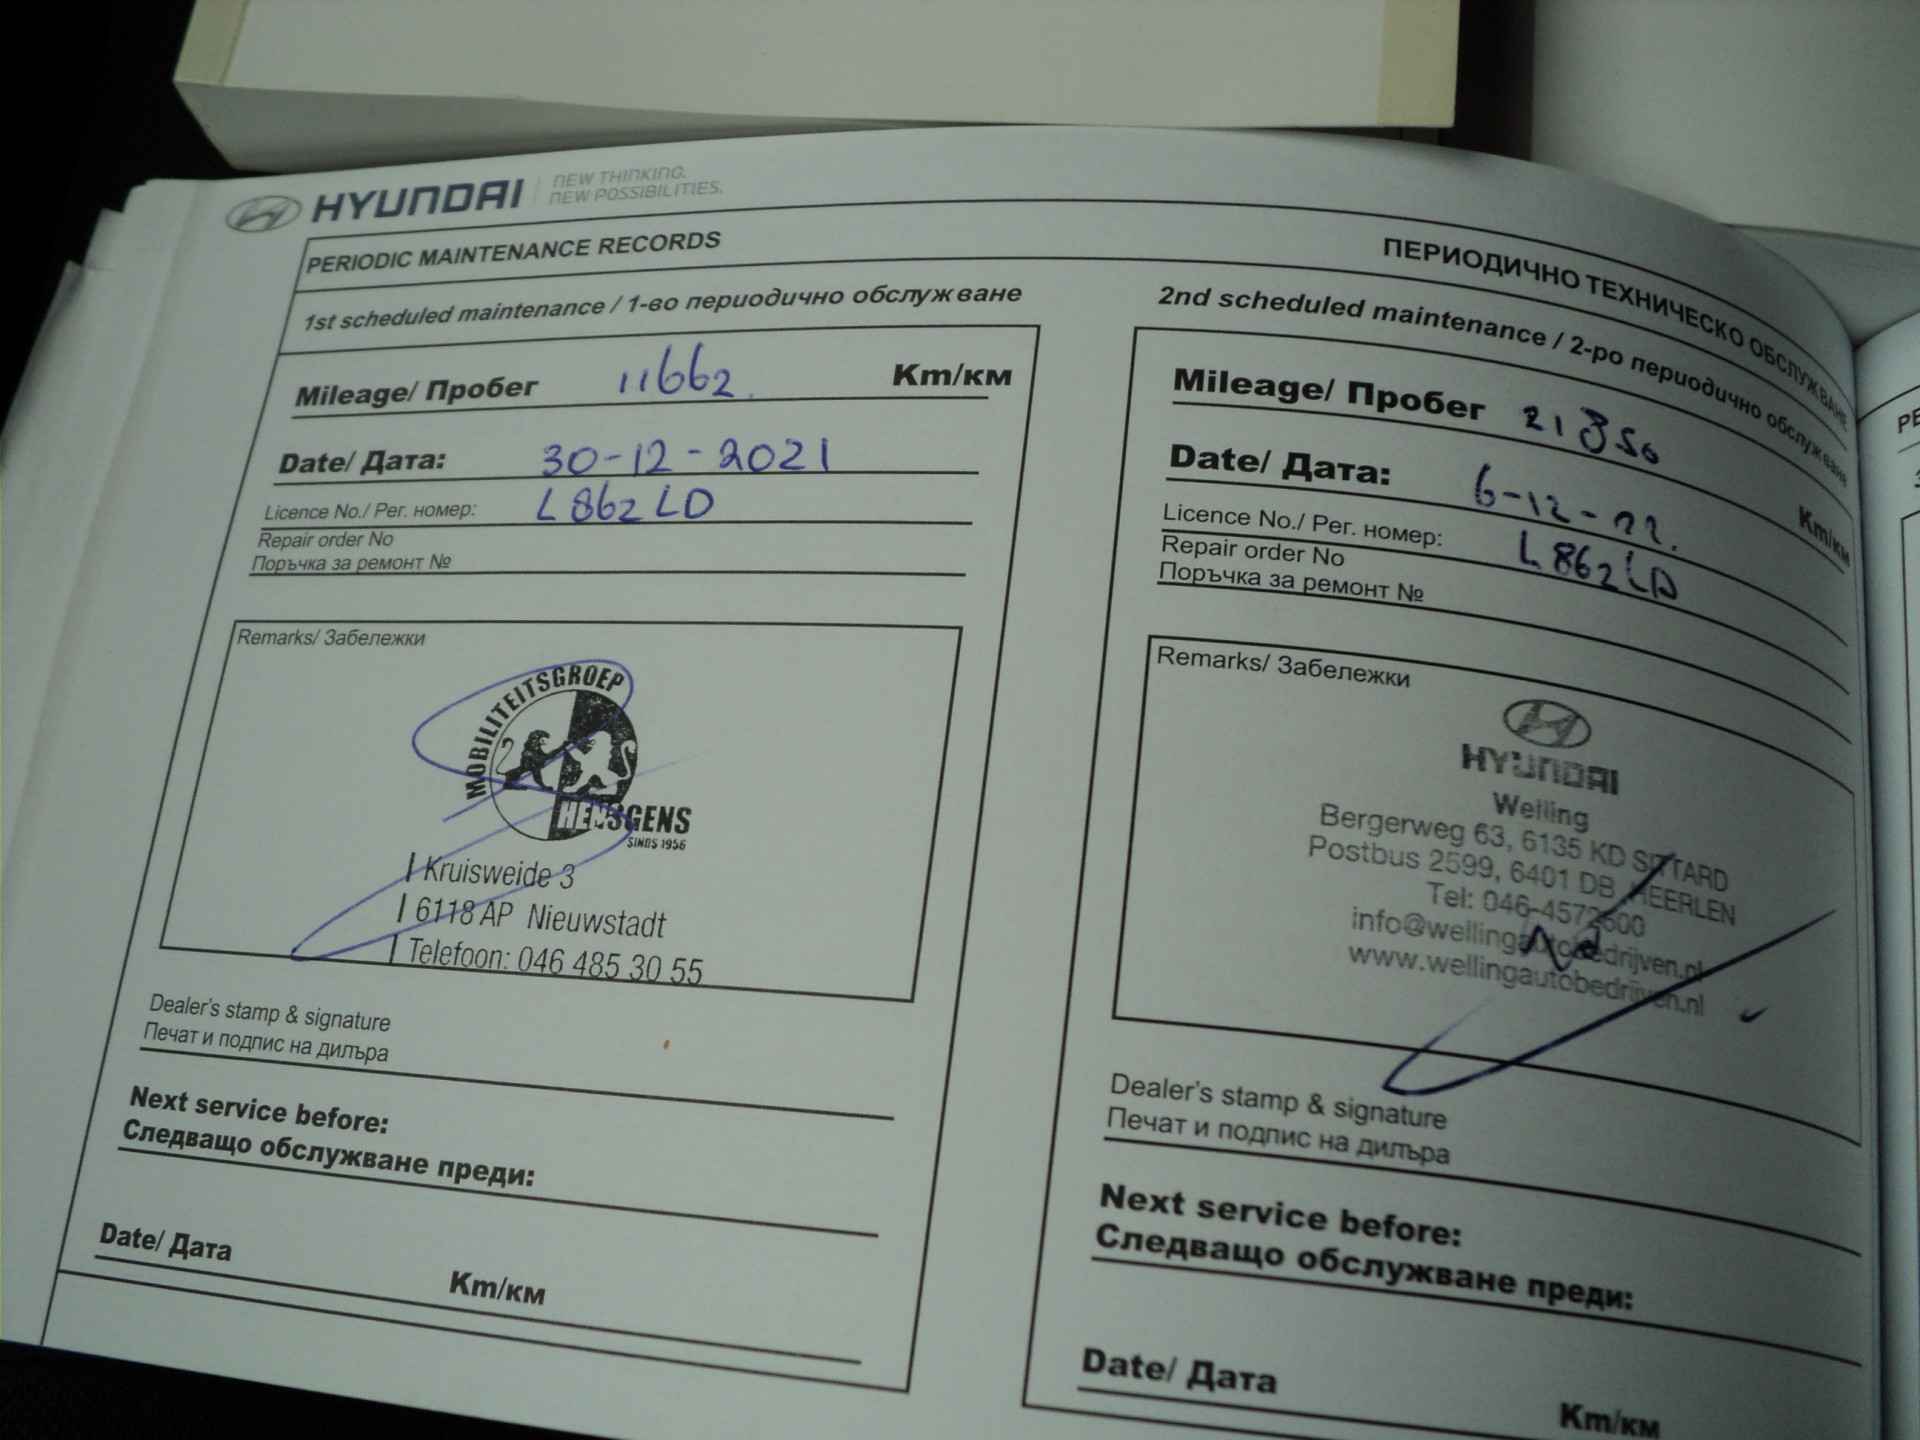 HYUNDAI
NEW THINKING.
NEW POSSIBILITIES.
PERIODIC MAINTENANCE RECORDS
ПЕРИОДИЧНО ТЕХНИЧЕСКО ОБСЛУЖВАНЕ
1st scheduled maintenance / 1-во периодично обслужване
Mileage/ Пробег 11662 Km/км
Date/ Дата: 30-12-2021
Licence No./ Рег. номер: L862LD
Repair order No
Поръчка за ремонт №
Remarks/ Забележки
MOBILITEITSGROEP
HENSGENS
SINDS 1956
Kruisweide 3
6118 AP Nieuwstadt
Telefoon: 046 485 30 55
Dealer's stamp & signature
Печат и подпис на дилъра
Next service before:
Следващо обслужване преди:
Date/ Дата
Km/км
2nd scheduled maintenance / 2-ро периодично обслужване
Mileage/ Пробег 21850 Km/км
Date/ Дата: 6-12-22.
Licence No./ Рег. номер: L862LD
Repair order No
Поръчка за ремонт №
Remarks/ Забележки
HYUNDAI
Welling
Bergerweg 63, 6135 KD SITTARD
Postbus 2599, 6401 DB HEERLEN
Tel: 046-4572600
info@wellingautobedrijven.nl
www.wellingautobedrijven.nl
Dealer's stamp & signature
Печат и подпис на дилъра
Next service before:
Следващо обслужване преди:
Date/ Дата
Km/км